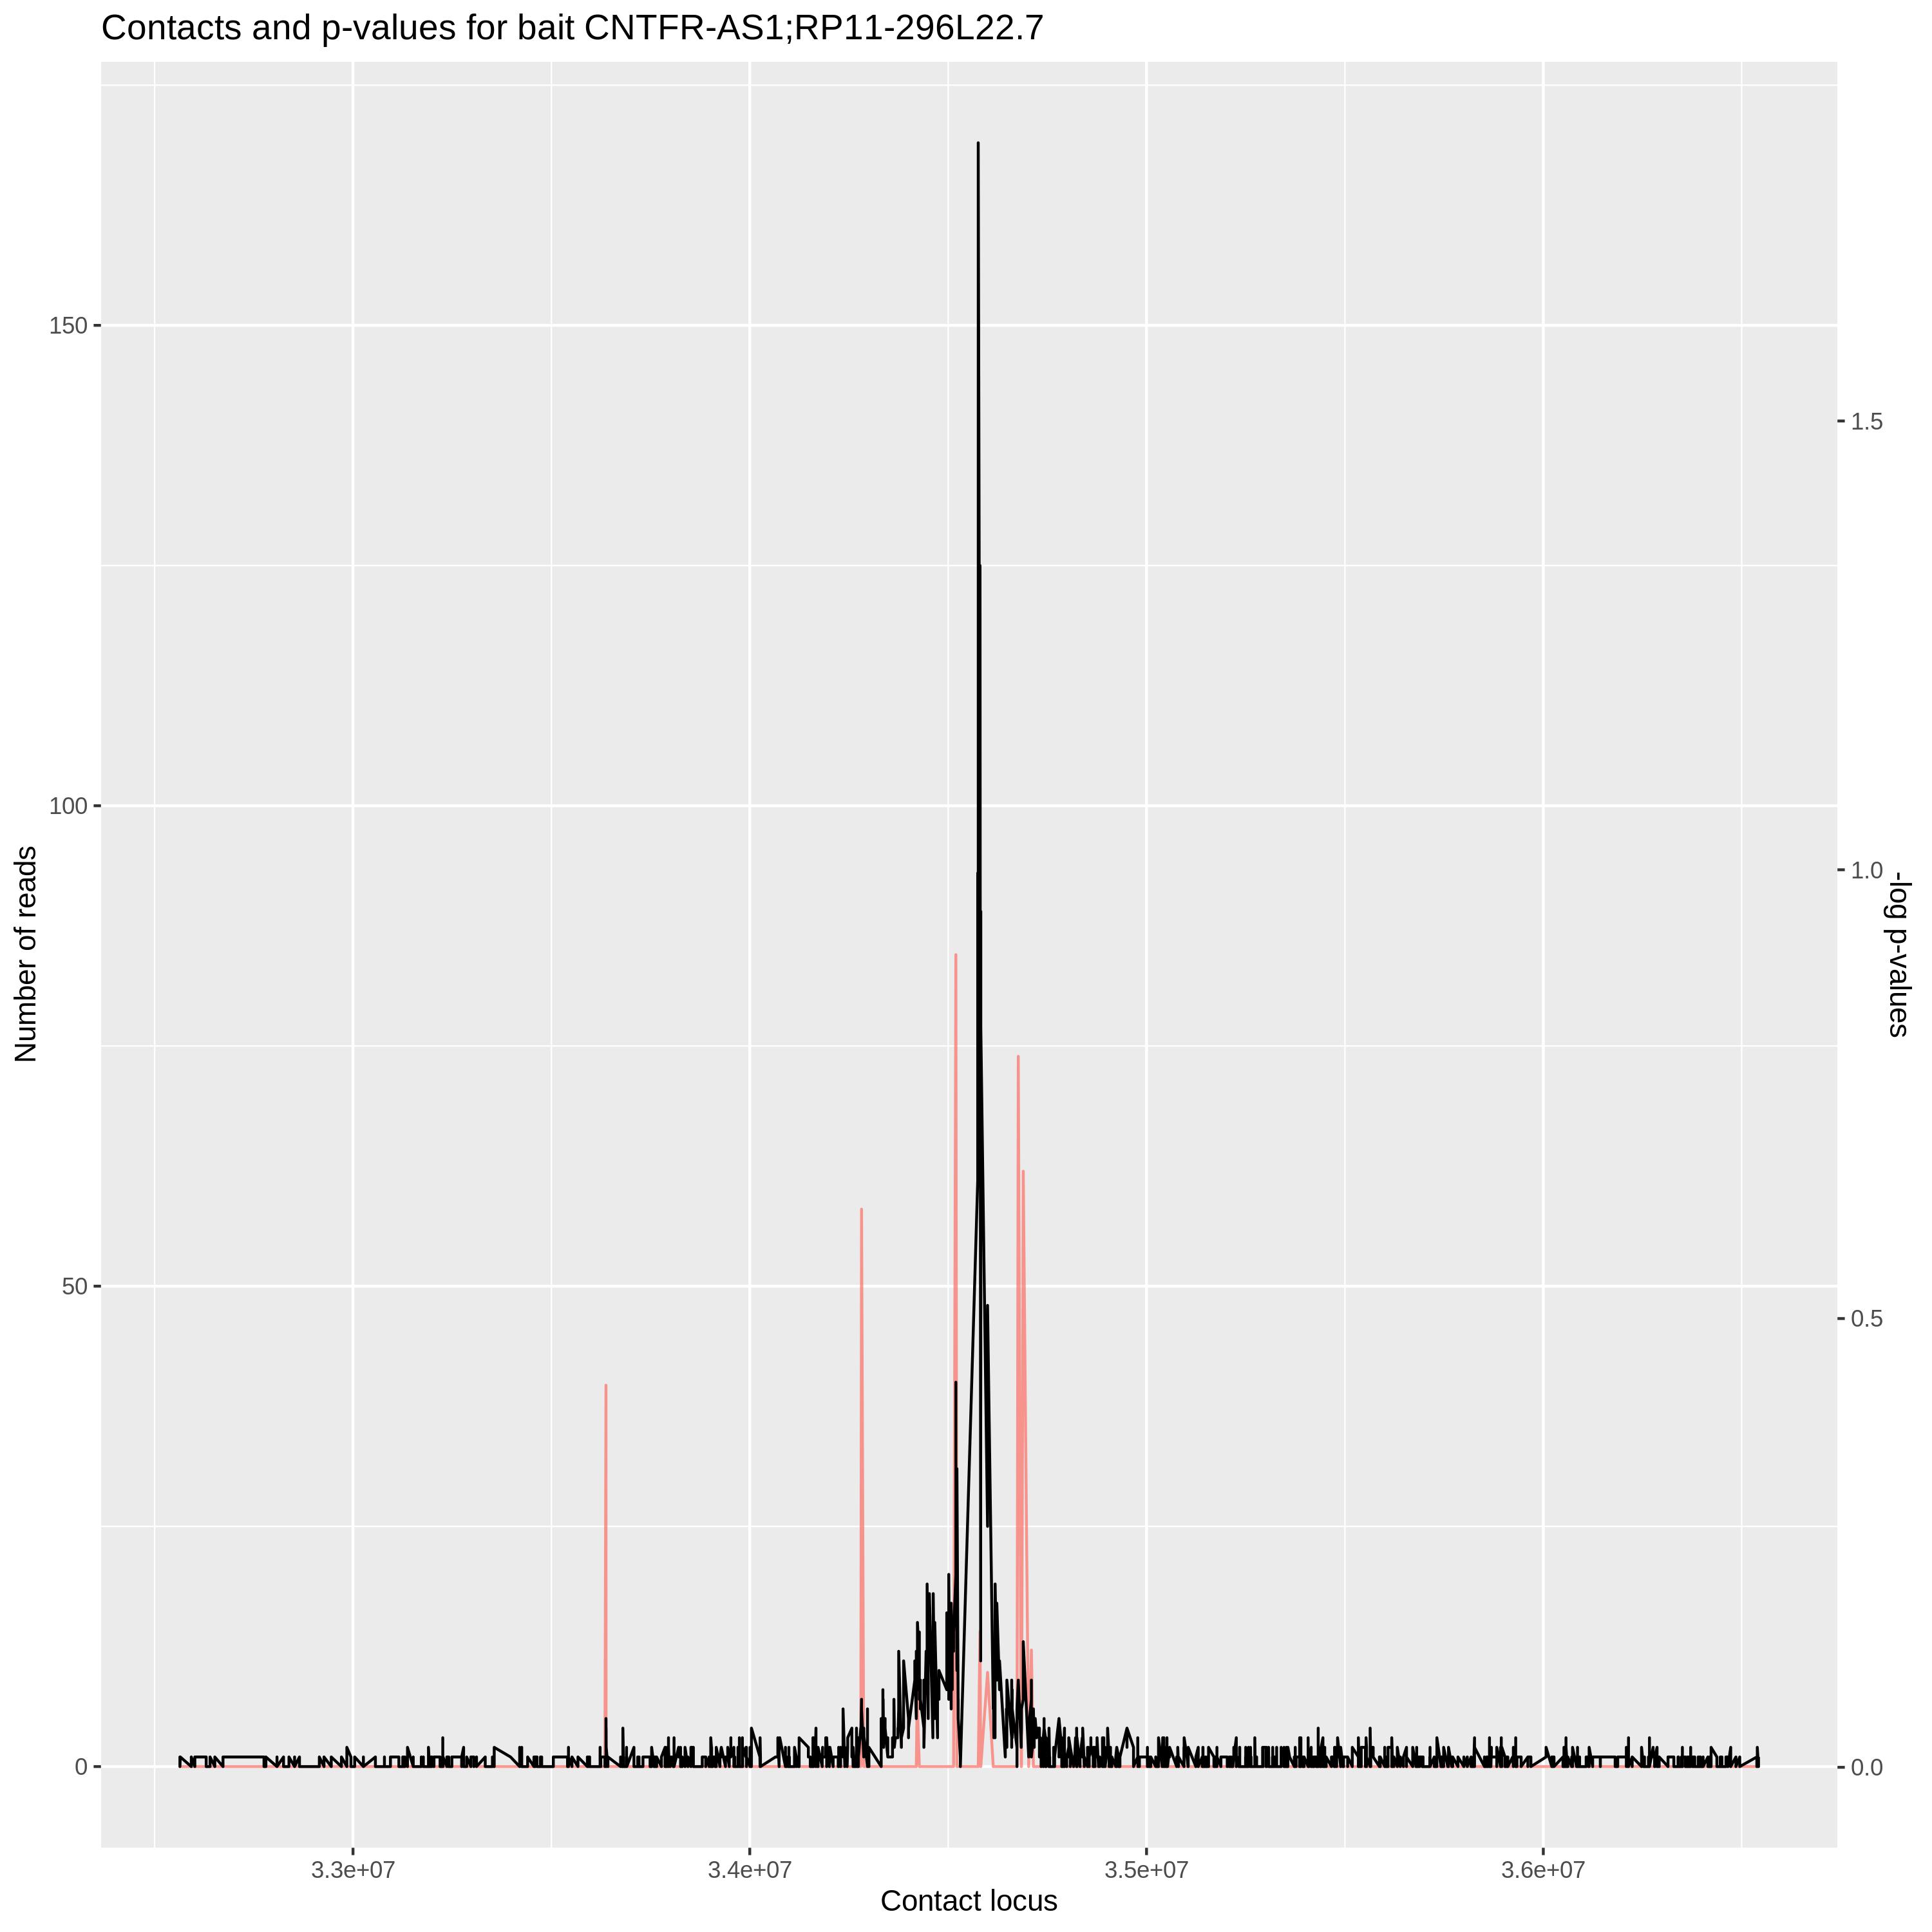 Contacts and p-values for bait CNTFR-AS1;RP11-296L22.7
Number of reads
150
100
50
0
1.5
1.0
0.5
0.0
-log p-values
3.3e+07
3.4e+07
3.5e+07
3.6e+07
Contact locus